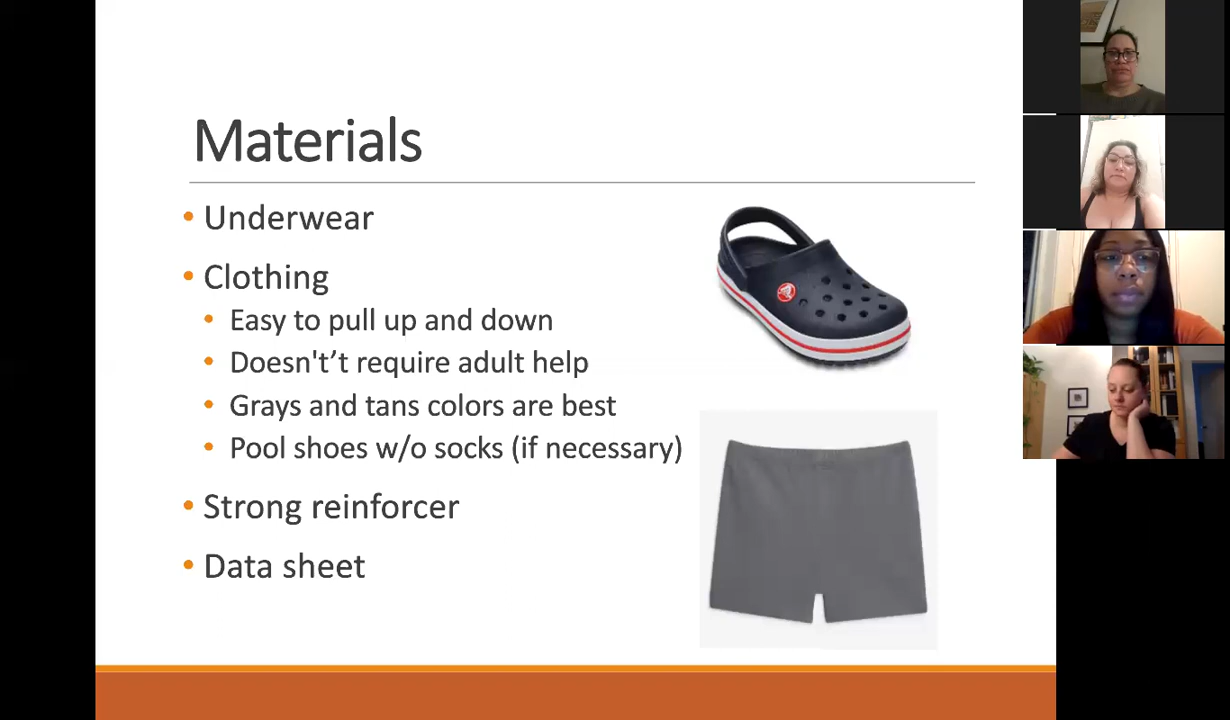 Materials
Underwear
Clothing
Easy to pull up and down
Doesn't’t require adult help
Grays and tans colors are best
Pool shoes w/o socks (if necessary)
Strong reinforcer
Data sheet